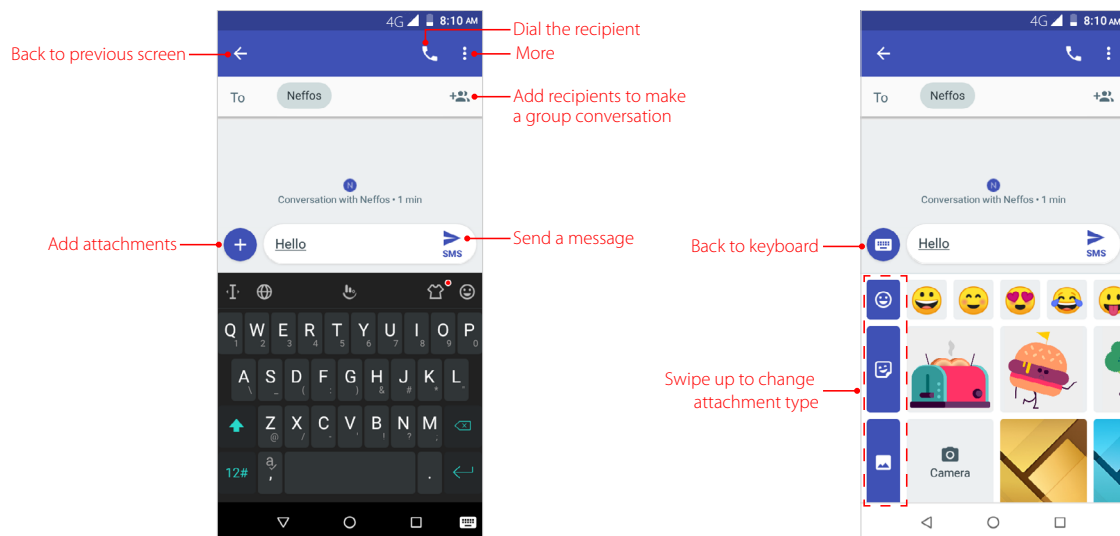 4G 8:10 AM
Dial the recipient
Back to previous screen
More
To Neffos
Add recipients to make
a group conversation
N
Conversation with Neffos • 1 min
Add attachments
Hello
SMS
Send a message
Q W E R T Y U I O P
1 2 3 4 5 6 7 8 9 0
A S D F G H J K L
\ _ ( : ) & # * "
Z X C V B N M
@ / - ' ! ? ;
12# a, , .
4G 8:10 AM
To Neffos
N
Conversation with Neffos • 1 min
Back to keyboard
Hello
SMS
Swipe up to change
attachment type
Camera